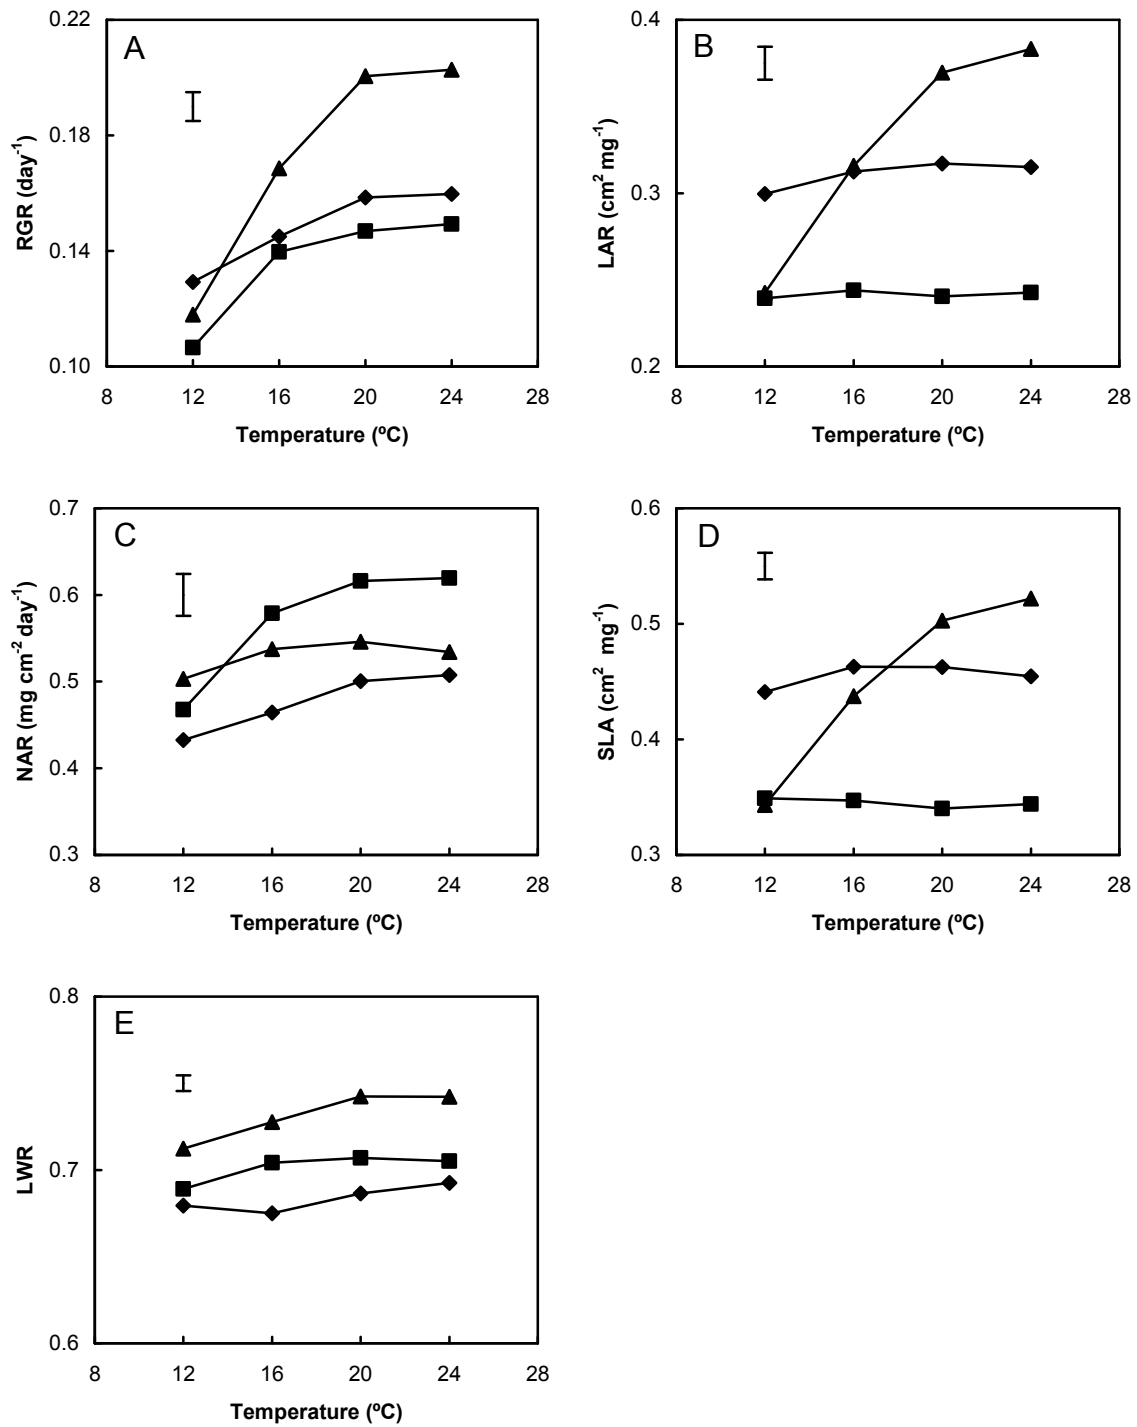 A
0.22
0.18
0.14
0.10
RGR (day⁻¹)
8 12 16 20 24 28
Temperature (ºC)
B
0.4
0.3
0.2
LAR (cm² mg⁻¹)
8 12 16 20 24 28
Temperature (ºC)
C
0.7
0.6
0.5
0.4
0.3
NAR (mg cm⁻² day⁻¹)
8 12 16 20 24 28
Temperature (ºC)
D
0.6
0.5
0.4
0.3
SLA (cm² mg⁻¹)
8 12 16 20 24 28
Temperature (ºC)
E
0.8
0.7
0.6
LWR
8 12 16 20 24 28
Temperature (ºC)